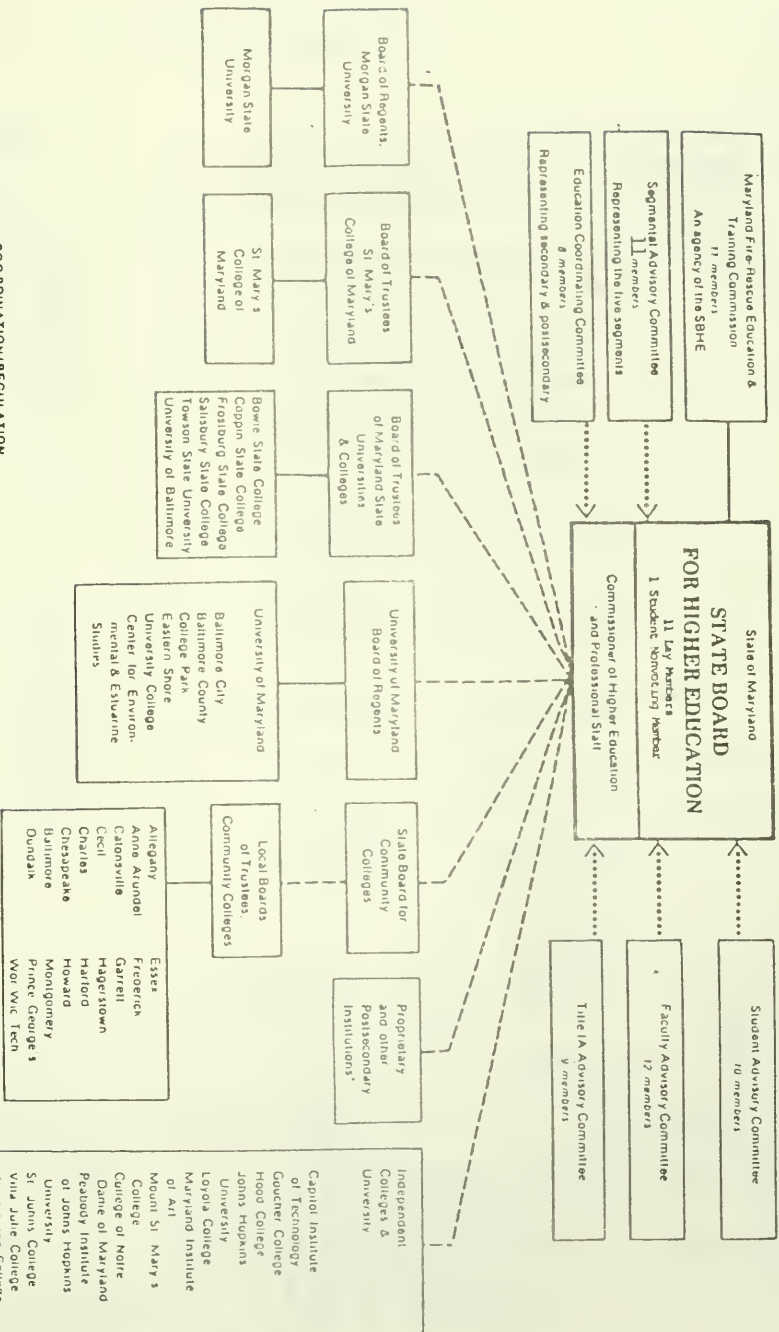 State of Maryland
STATE BOARD
FOR HIGHER EDUCATION
11 Lay Members
1 Student Nonvoting Member
Commissioner of Higher Education
and Professional Staff
Maryland Fire-Rescue Education &
Training Commission
11 members
An agency of the SBHE
Segmental Advisory Committee
11 members
Representing the five segments
Education Coordinating Committee
8 members
Representing secondary & postsecondary
Student Advisory Committee
10 members
Faculty Advisory Committee
12 members
Title IA Advisory Committee
9 members
Board of Regents,
Morgan State
University
Morgan State
University
Board of Trustees
St Mary's
College of Maryland
St Mary's
College of
Maryland
Board of Trustees
of Maryland State
Universities
& Colleges
Bowie State College
Coppin State College
Frostburg State College
Salisbury State College
Towson State University
University of Baltimore
University of Maryland
Board of Regents
University of Maryland
Baltimore City
Baltimore County
College Park
Eastern Shore
University College
Center for Environ-
mental & Estuarine
Studies
State Board for
Community
Colleges
Local Boards
of Trustees,
Community Colleges
Allegany
Anne Arundel
Catonsville
Cecil
Charles
Chesapeake
Baltimore
Dundalk
Essex
Frederick
Garrett
Hagerstown
Harford
Howard
Montgomery
Prince George's
Wor Wic Tech
Proprietary
and other
Postsecondary
Institutions*
Independent
Colleges &
University
Capitol Institute
of Technology
Goucher College
Hood College
Johns Hopkins
University
Loyola College
Maryland Institute
of Art
Mount St Mary's
College
College of Notre
Dame of Maryland
Peabody Institute
of Johns Hopkins
University
St Johns College
Villa Julie College
College
COORDINATION/REGULATION